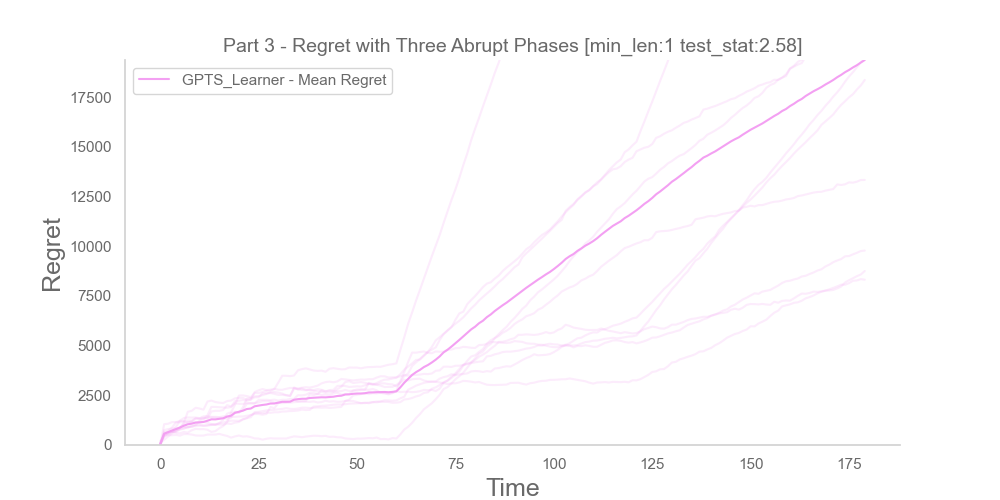 Part 3 - Regret with Three Abrupt Phases [min_len:1 test_stat:2.58]
GPTS_Learner - Mean Regret
17500
15000
12500
10000
7500
5000
2500
0
Regret
0 25 50 75 100 125 150 175
Time